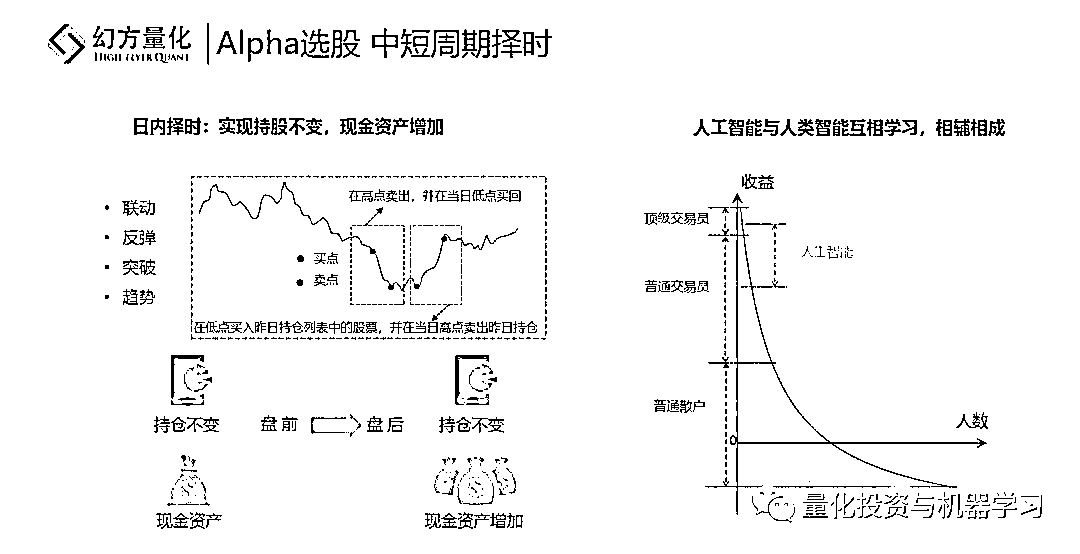 幻方量化
HIGH-FLYER QUANT
Alpha选股 中短周期择时
日内择时：实现持股不变，现金资产增加
• 联动
• 反弹
• 突破
• 趋势
在高点卖出，并在当日低点买回
买点
卖点
在低点买入昨日持仓列表中的股票，并在当日高点卖出昨日持仓
持仓不变
盘前
盘后
持仓不变
现金资产
现金资产增加
人工智能与人类智能互相学习，相辅相成
收益
顶级交易员
人工智能
普通交易员
普通散户
0
人数
量化投资与机器学习